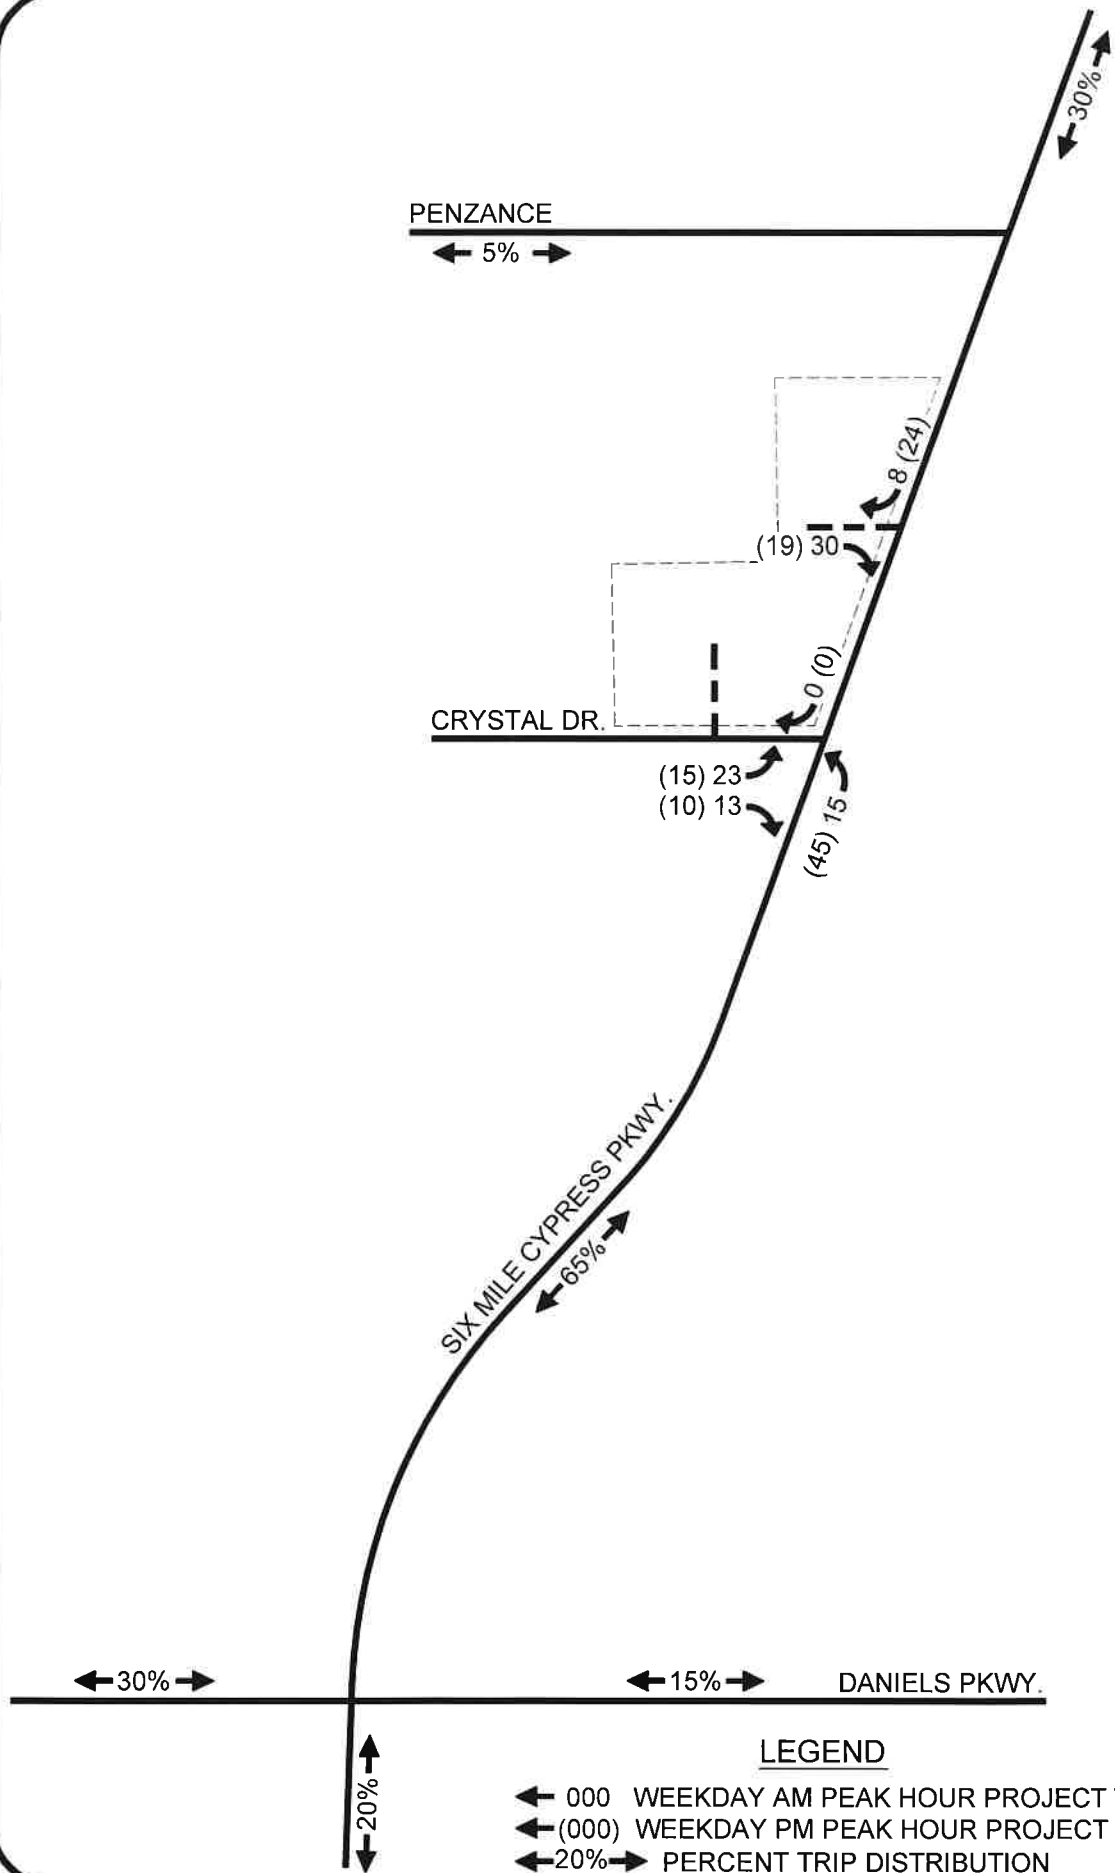 30%
PENZANCE
5%
8 (24)
(19) 30
0 (0)
CRYSTAL DR.
(15) 23
(10) 13
(45) 15
SIX MILE CYPRESS PKWY.
65%
30%
15%
DANIELS PKWY.
20%
LEGEND
000 WEEKDAY AM PEAK HOUR PROJECT
(000) WEEKDAY PM PEAK HOUR PROJECT
20% PERCENT TRIP DISTRIBUTION